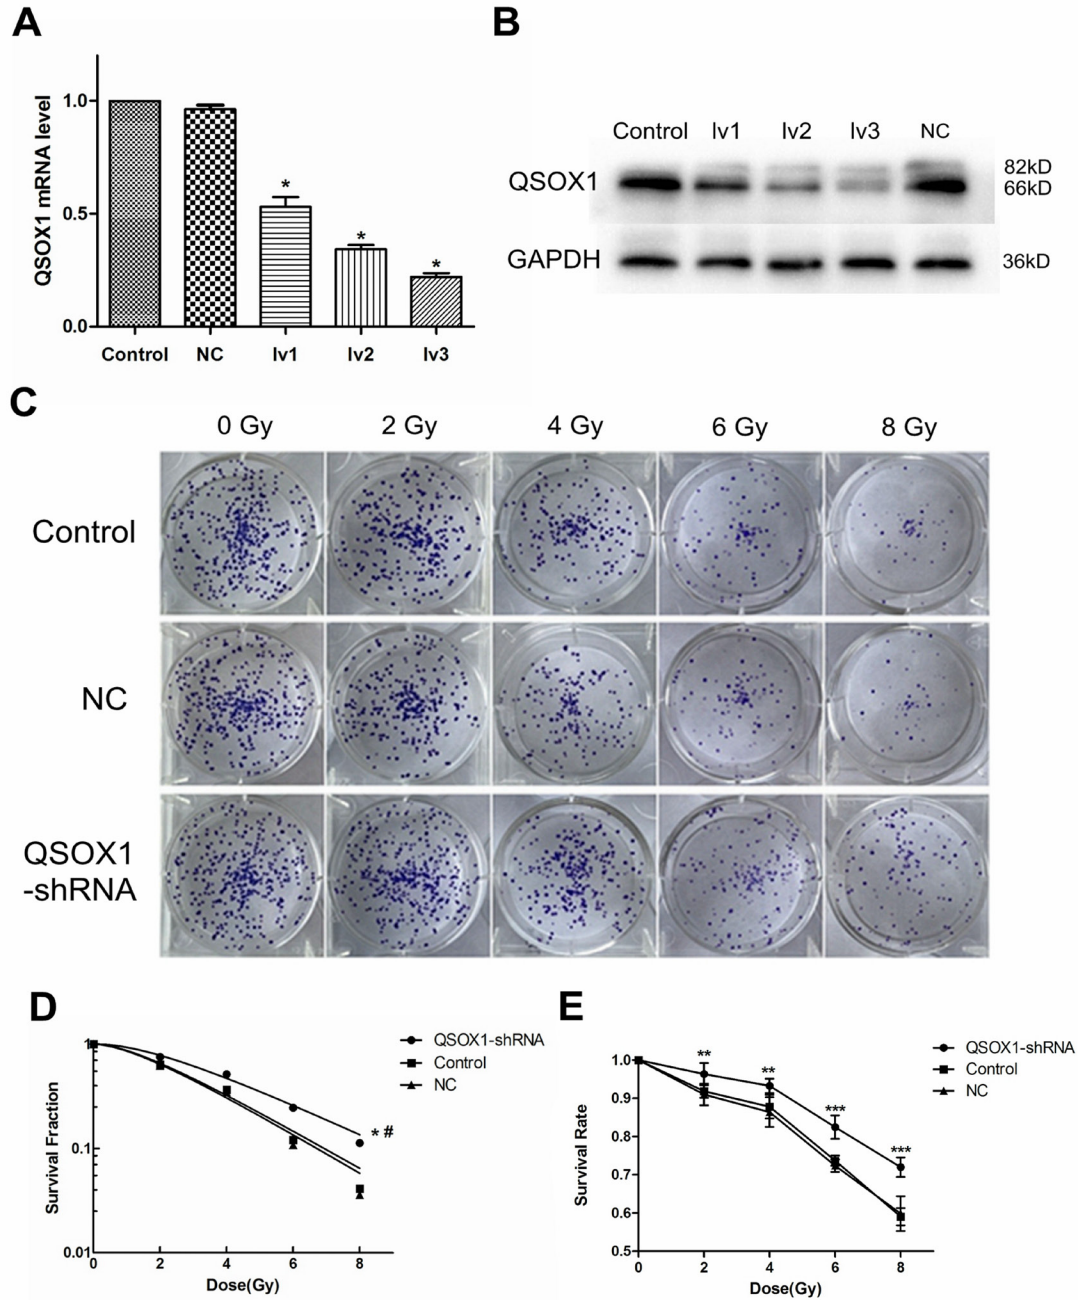 A
QSOX1 mRNA level
1.0
0.5
0.0
*
*
*
Control NC lv1 lv2 lv3
B
Control lv1 lv2 lv3 NC
QSOX1
82kD
66kD
GAPDH
36kD
C
0 Gy 2 Gy 4 Gy 6 Gy 8 Gy
Control
NC
QSOX1
-shRNA
D
Survival Fraction
1
0.1
0.01
0 2 4 6 8
Dose(Gy)
* #
QSOX1-shRNA
Control
NC
E
Survival Rate
1.0
0.9
0.8
0.7
0.6
0.5
** ** *** ***
0 2 4 6 8
Dose(Gy)
QSOX1-shRNA
Control
NC